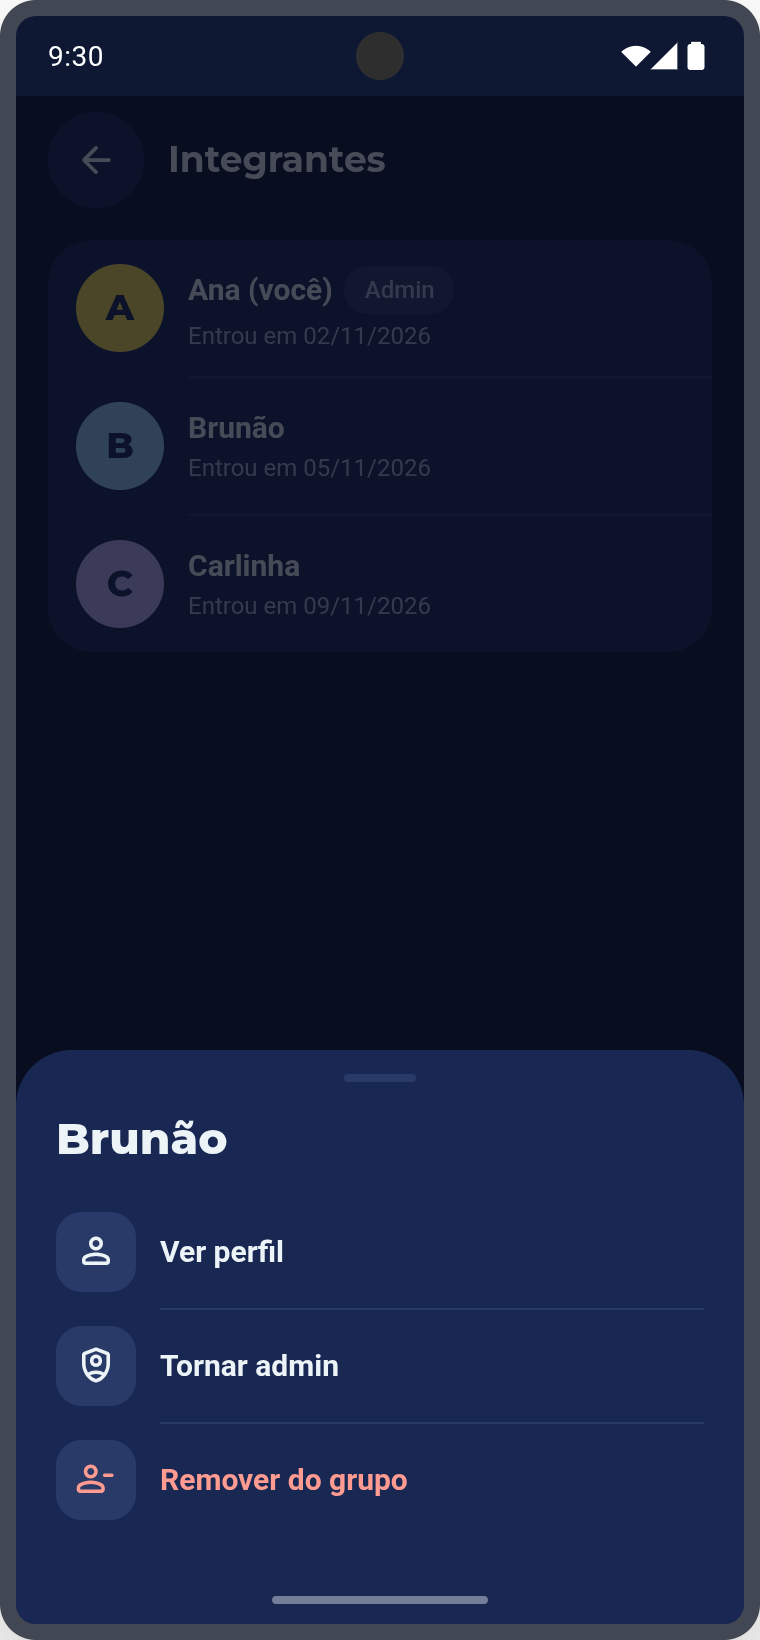 9:30
Integrantes
A
Ana (você) Admin
Entrou em 02/11/2026
B
Brunão
Entrou em 05/11/2026
C
Carlinha
Entrou em 09/11/2026
Brunão
Ver perfil
Tornar admin
Remover do grupo